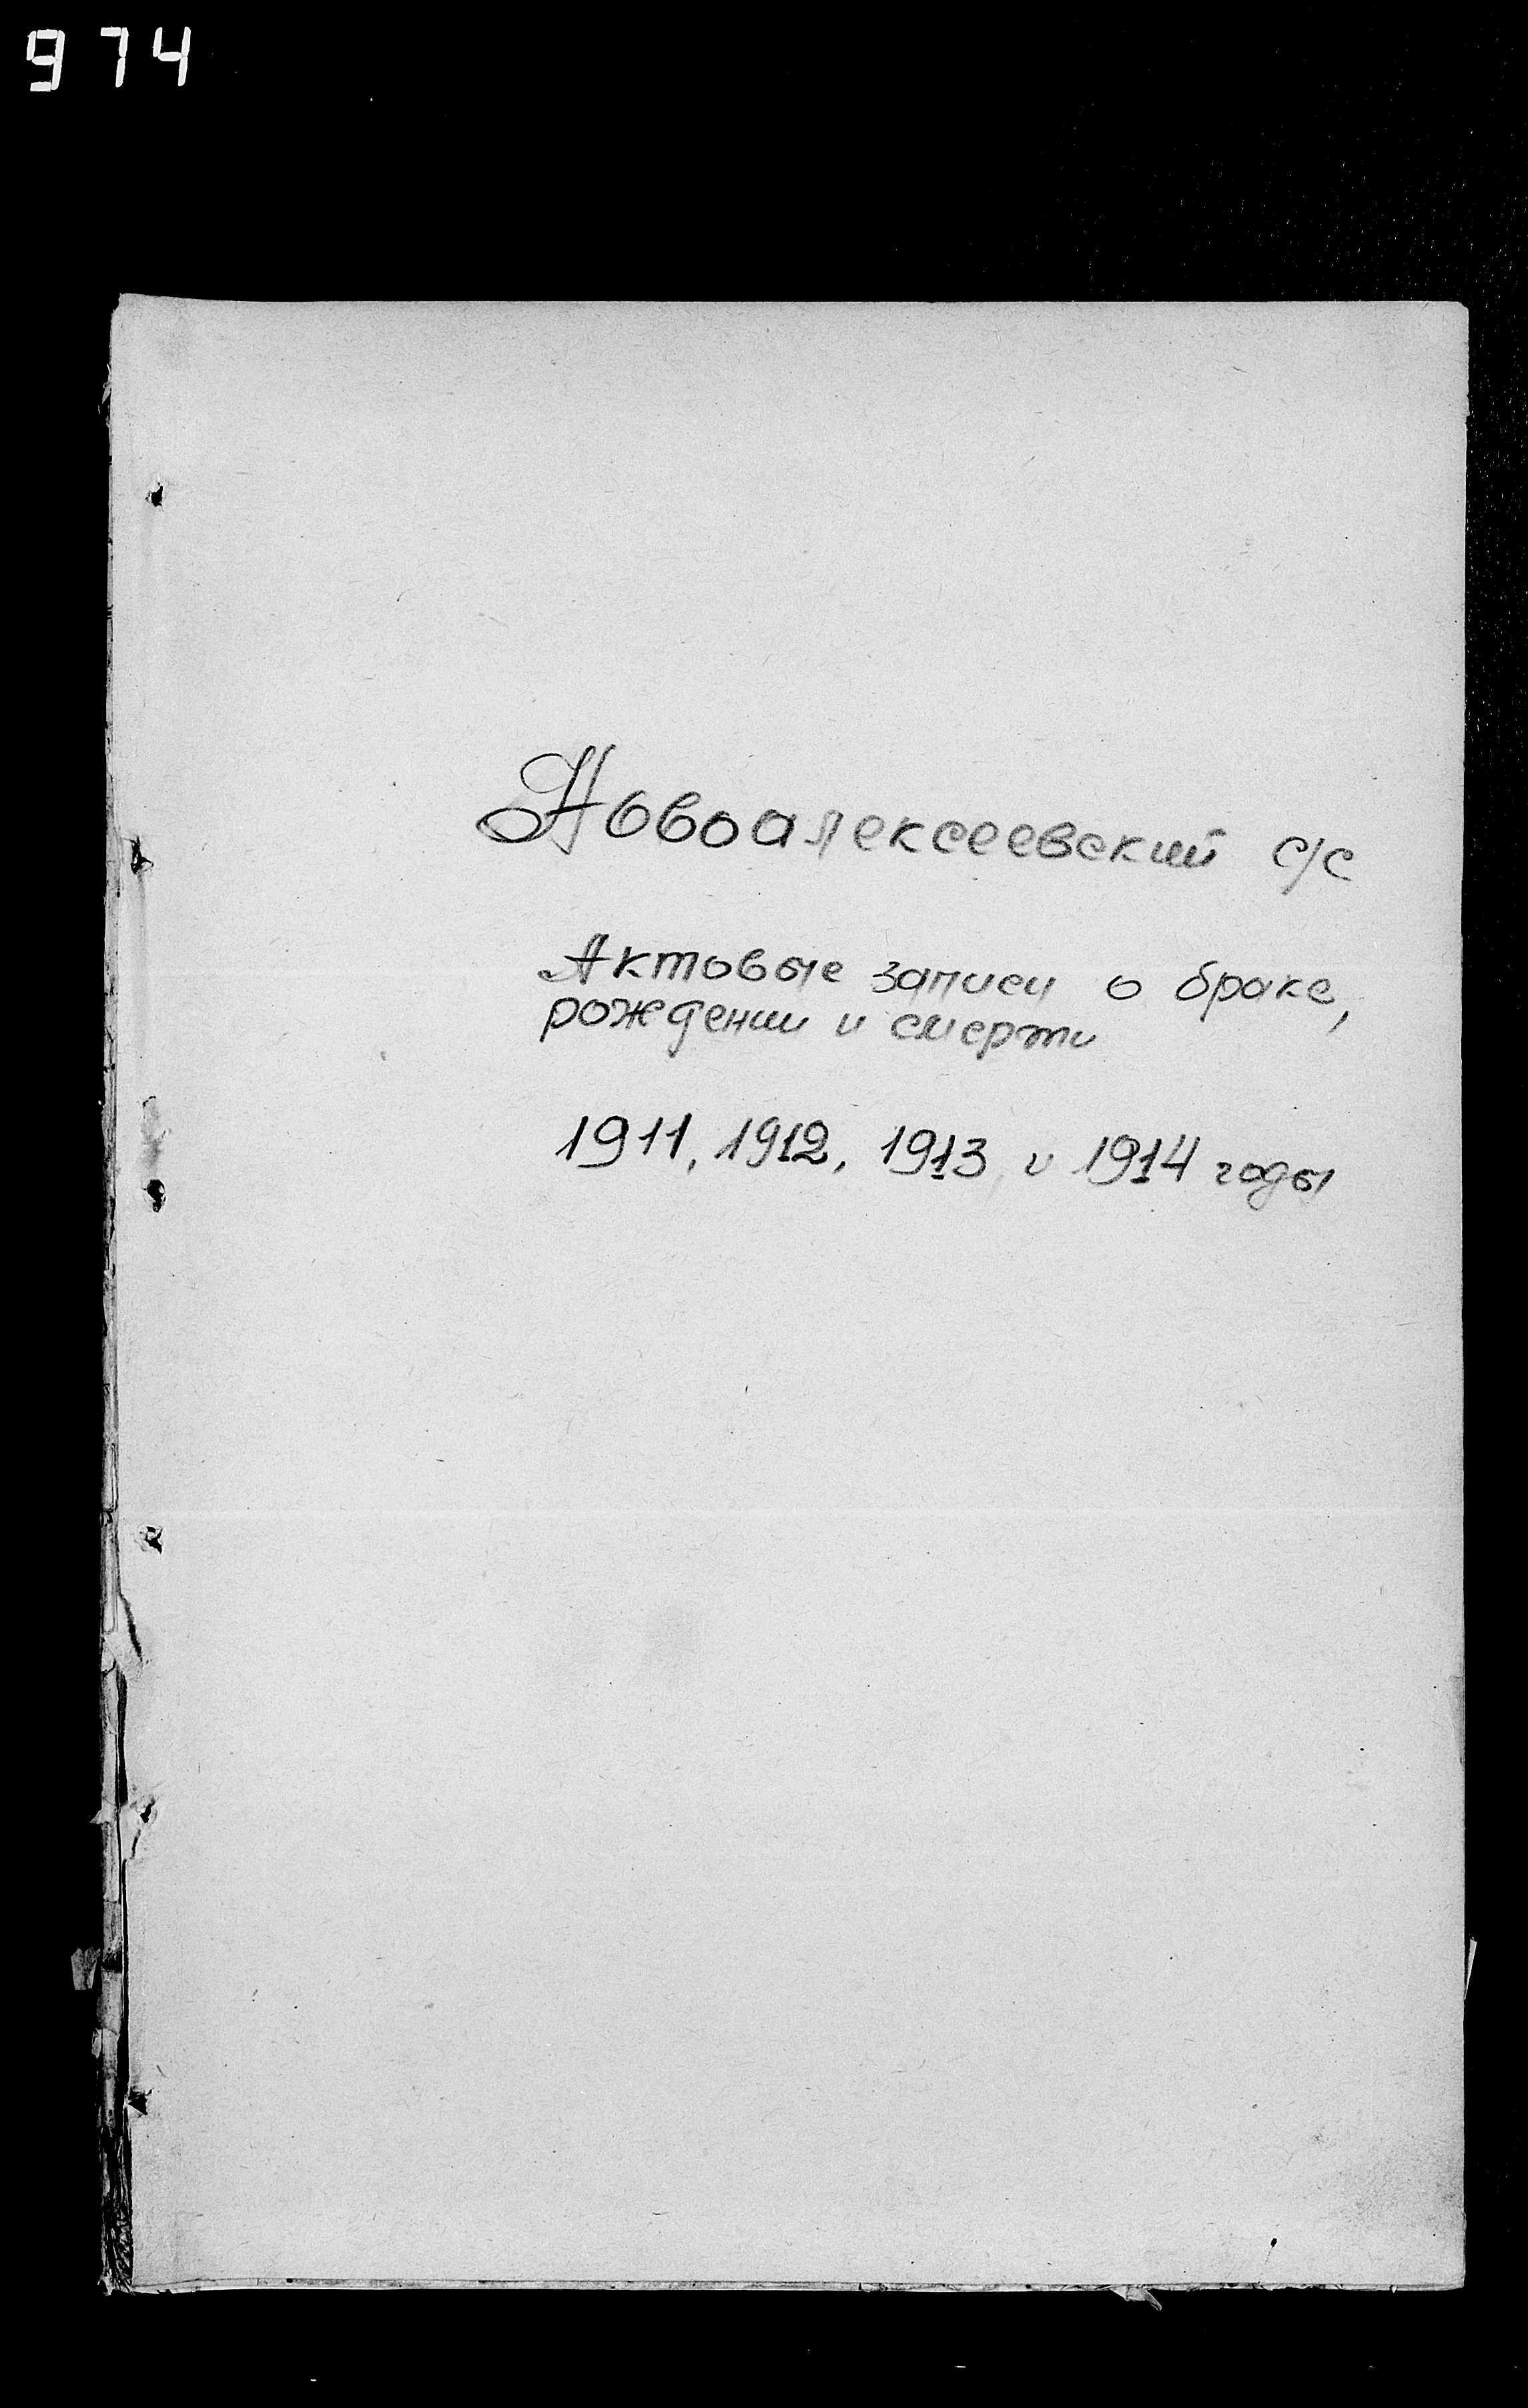 974
Новоалексеевский с/с
Актовые записи о браке,
рождении и смерти
1911, 1912, 1913, и 1914 годы